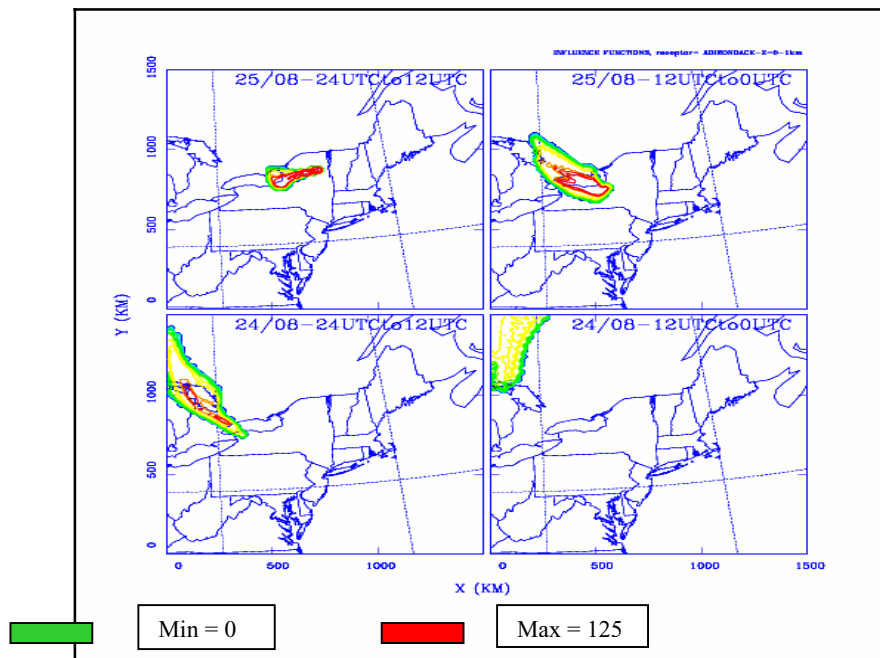 INFLUENCE FUNCTIONS, receptor= ADIRONDACK-Z=0-1km
25/08-24UTCto12UTC
25/08-12UTCto0UTC
1500
1000
500
0
Y (KM)
24/08-24UTCto12UTC
24/08-12UTCto0UTC
1000
500
0
0 500 1000
0 500 1000 1500
X (KM)
Min = 0
Max = 125